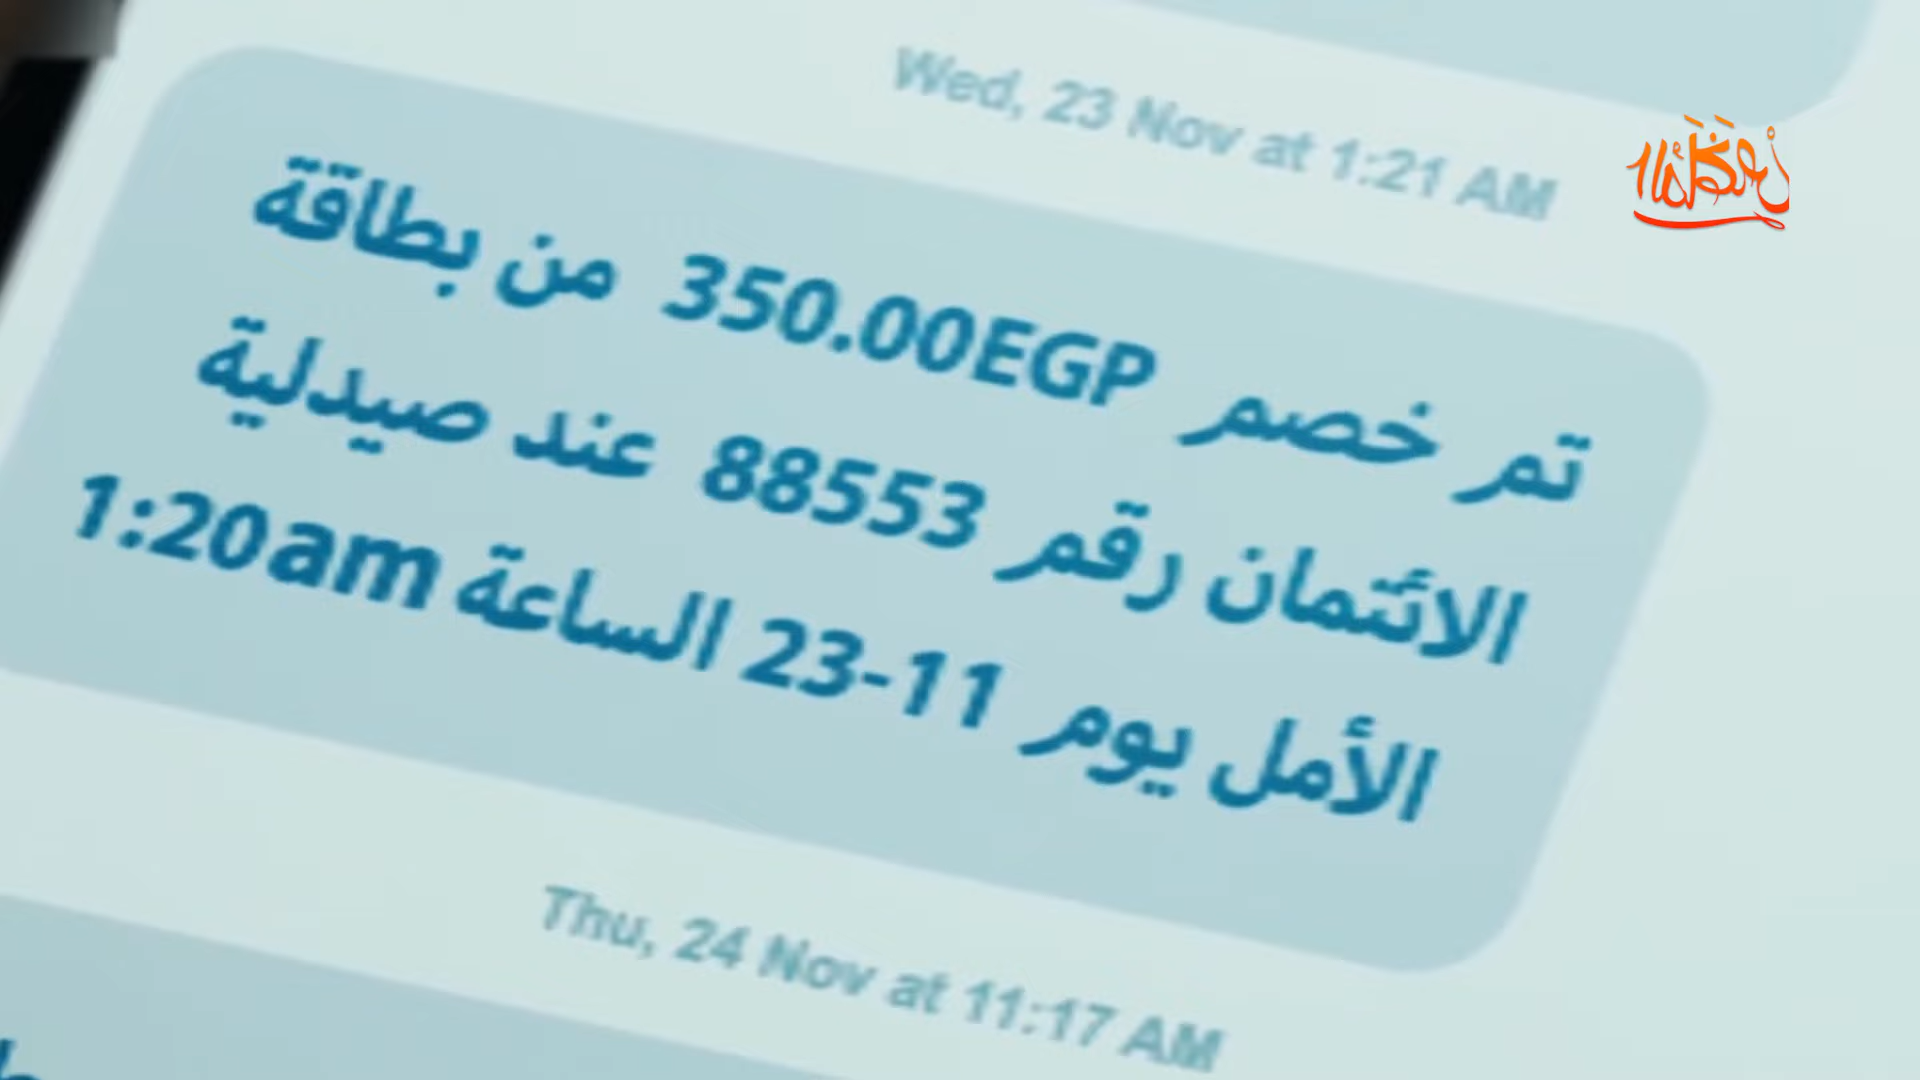 Wed, 23 Nov at 1:21 AM
تم خصم 350.00EGP من بطاقة
الائتمان رقم 88553 عند صيدلية
الأمل يوم 11-23 الساعة 1:20am
Thu, 24 Nov at 11:17 AM